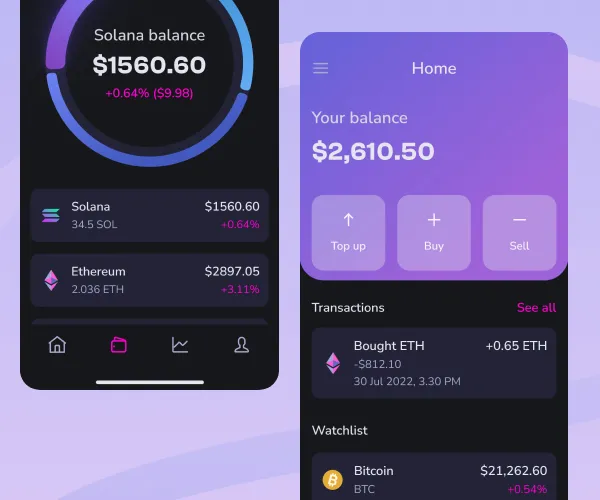 Solana balance
$1560.60
+0.64% ($9.98)
Solana
$1560.60
34.5 SOL
+0.64%
Ethereum
$2897.05
2.036 ETH
+3.11%
Home
Your balance
$2,610.50
Top up
Buy
Sell
Transactions
See all
Bought ETH
+0.65 ETH
-$812.10
30 Jul 2022, 3.30 PM
Watchlist
Bitcoin
$21,262.60
BTC
+0.54%